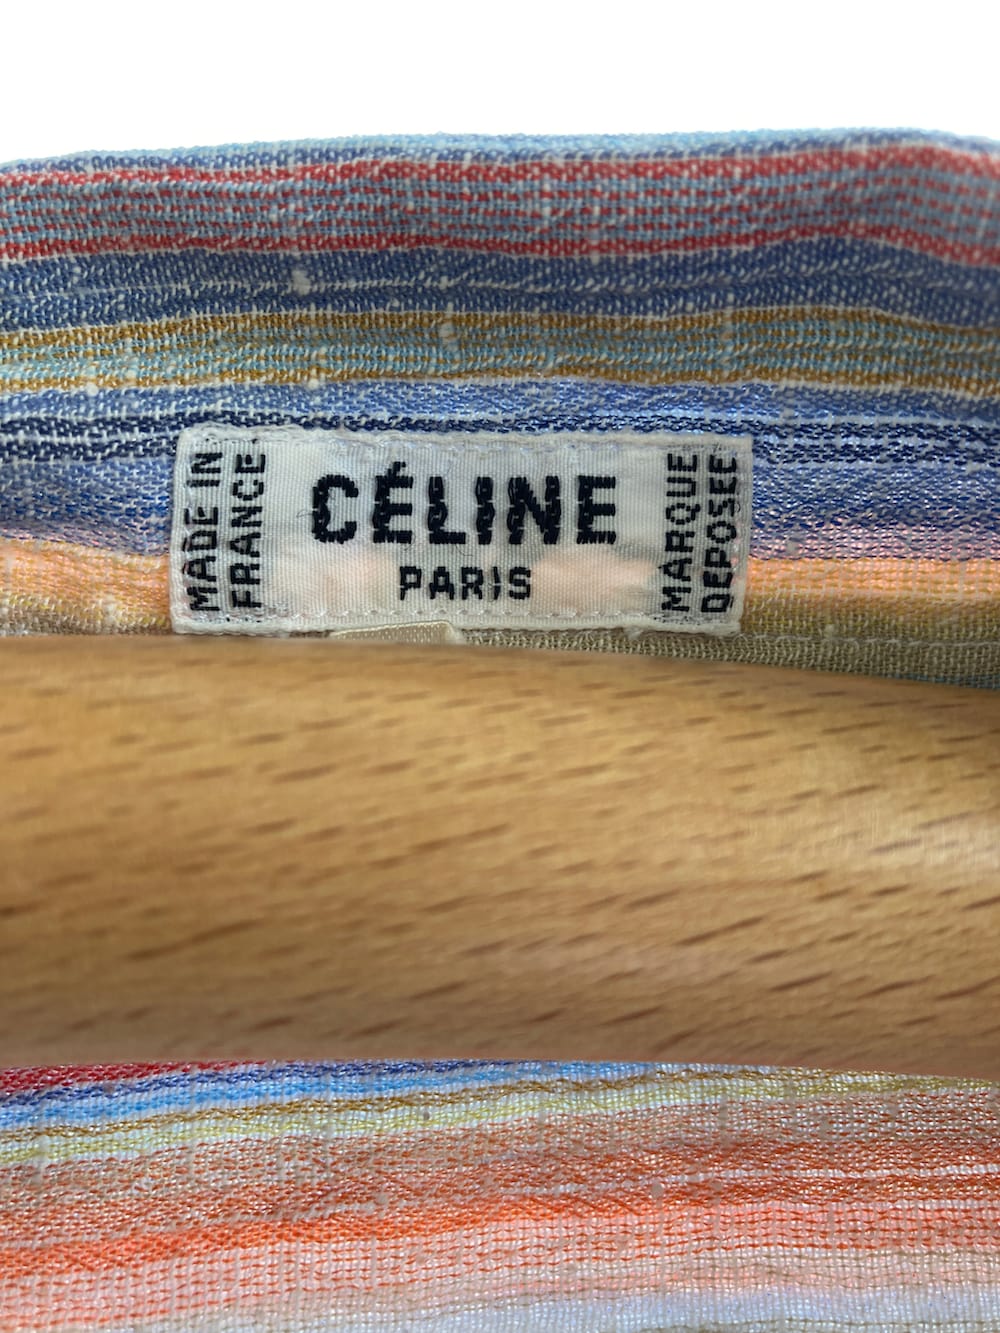 MADE IN
FRANCE
CÉLINE
PARIS
MARQUE
DEPOSEE